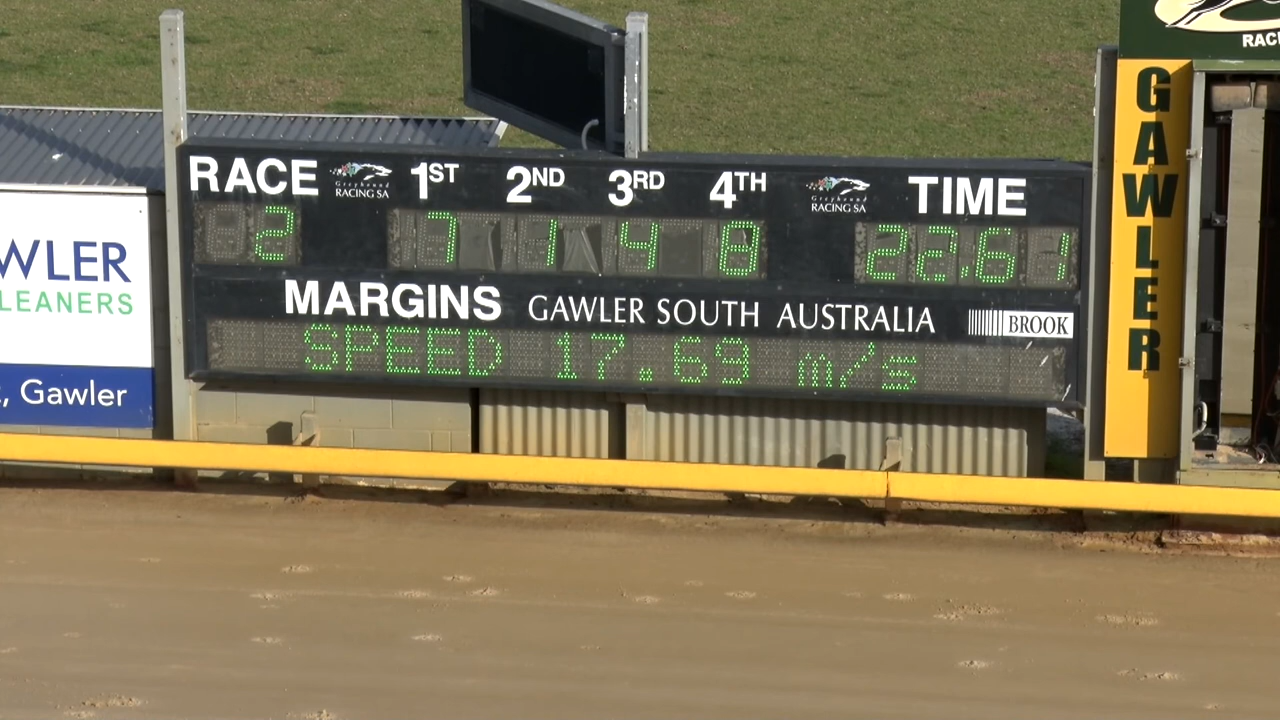 RACE 1ST 2ND 3RD 4TH TIME
Greyhound RACING SA Greyhound RACING SA
2 7 1 4 8 22.61
MARGINS GAWLER SOUTH AUSTRALIA BROOK
SPEED 17.69 m/s
WLER
LEANERS
, Gawler
RAC
GAWLER